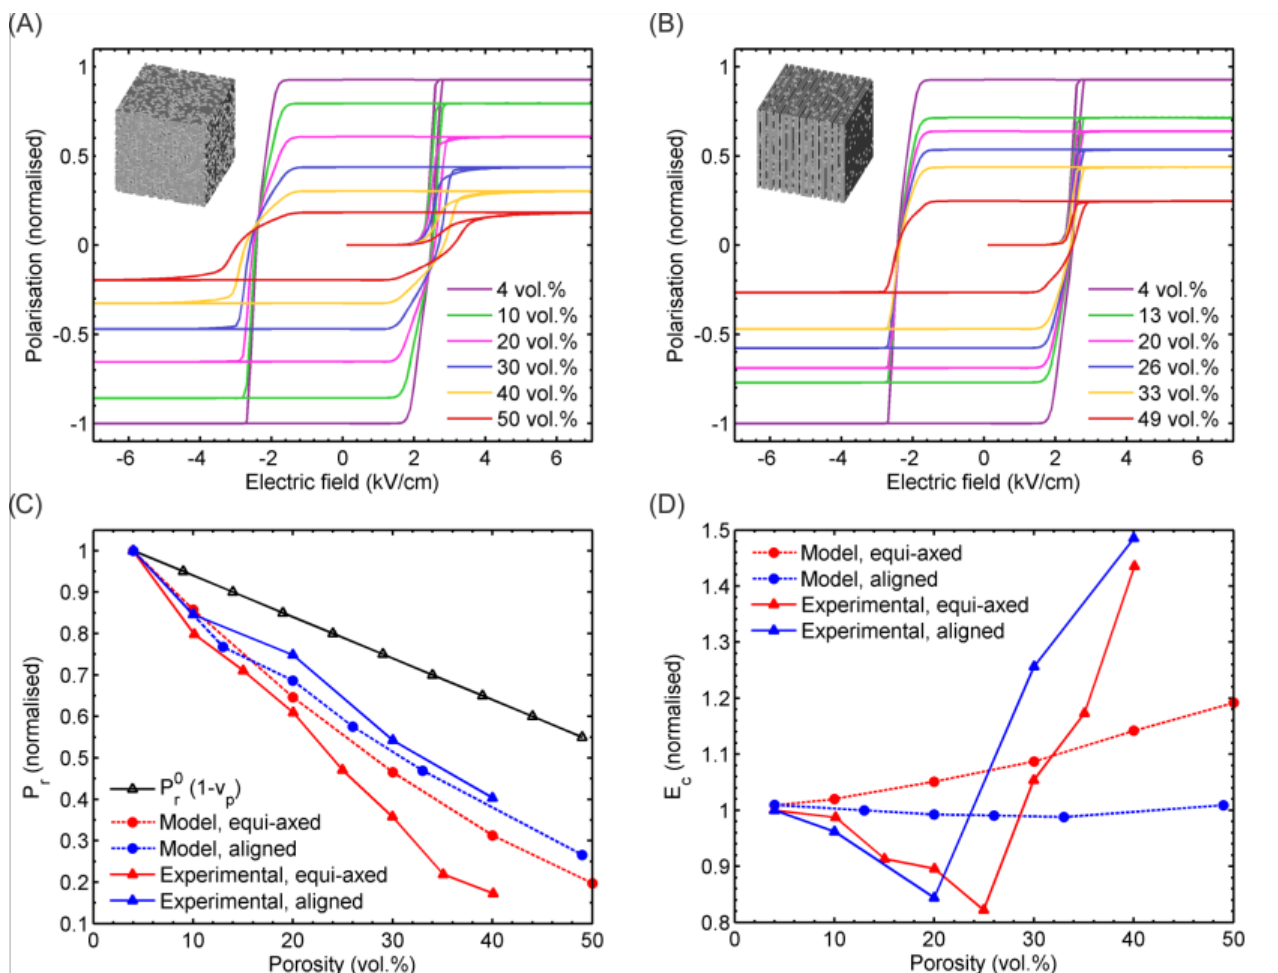 (A)
Polarisation (normalised)
1
0.5
0
-0.5
-1
4 vol.%
10 vol.%
20 vol.%
30 vol.%
40 vol.%
50 vol.%
-6 -4 -2 0 2 4 6
Electric field (kV/cm)
(B)
Polarisation (normalised)
1
0.5
0
-0.5
-1
4 vol.%
13 vol.%
20 vol.%
26 vol.%
33 vol.%
49 vol.%
-6 -4 -2 0 2 4 6
Electric field (kV/cm)
(C)
P_r (normalised)
1
0.9
0.8
0.7
0.6
0.5
0.4
0.3
0.2
0.1
P_r^0 (1-v_p)
Model, equi-axed
Model, aligned
Experimental, equi-axed
Experimental, aligned
0 10 20 30 40 50
Porosity (vol.%)
(D)
E_c (normalised)
1.5
1.4
1.3
1.2
1.1
1
0.9
0.8
Model, equi-axed
Model, aligned
Experimental, equi-axed
Experimental, aligned
0 10 20 30 40 50
Porosity (vol.%)